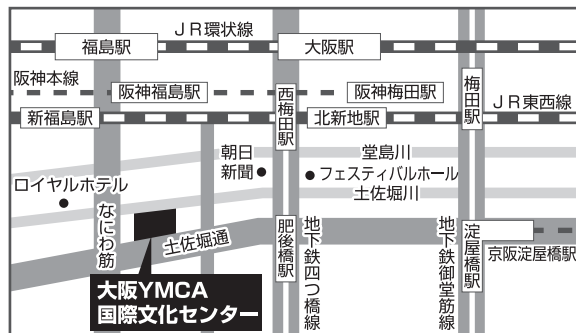 JR環状線
福島駅
大阪駅
阪神本線
阪神福島駅
西梅田駅
阪神梅田駅
梅田駅
JR東西線
新福島駅
北新地駅
朝日
新聞
堂島川
フェスティバルホール
土佐堀川
ロイヤルホテル
なにわ筋
土佐堀通
肥後橋駅
地下鉄四つ橋線
地下鉄御堂筋線
淀屋橋駅
京阪淀屋橋駅
大阪YMCA
国際文化センター